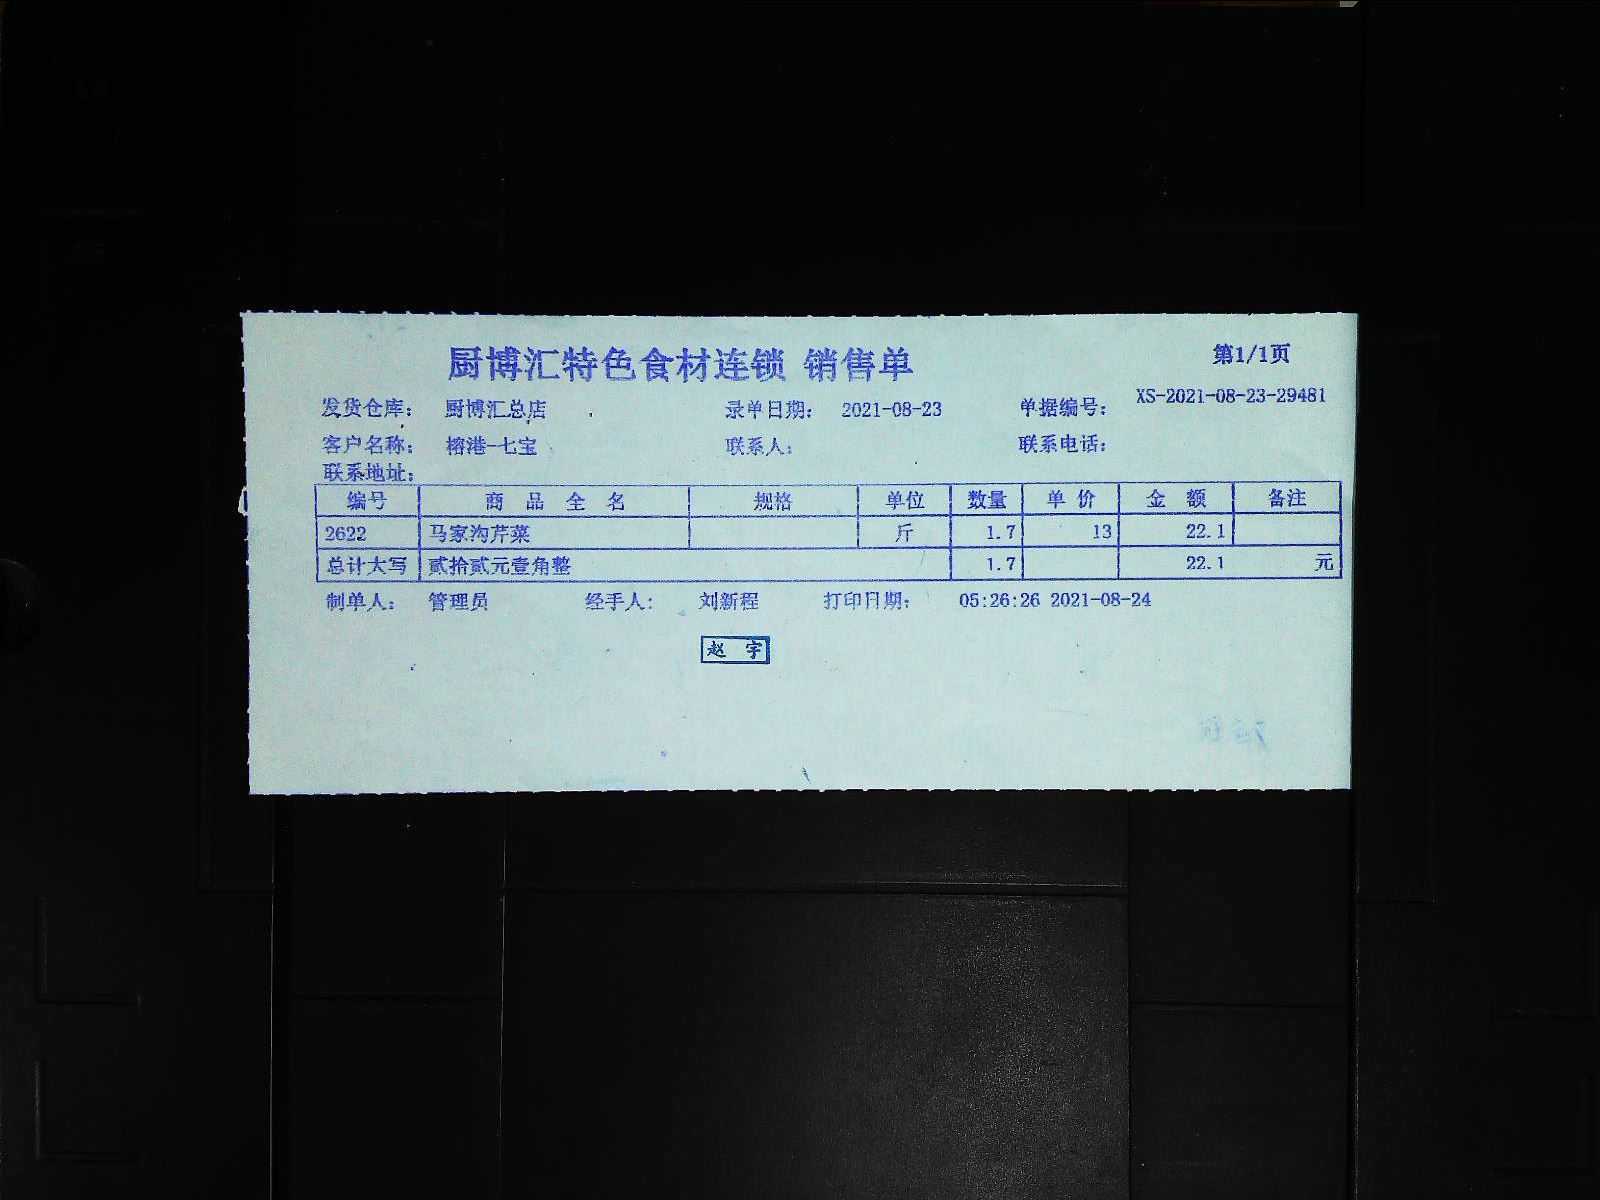 厨博汇特色食材连锁 销售单 第1/1页
发货仓库： 厨博汇总店 录单日期： 2021-08-23 单据编号： XS-2021-08-23-29481
客户名称： 榕港-七宝 联系人： 联系电话：
联系地址：
编号 商 品 全 名 规格 单位 数量 单 价 金 额 备注
2622 马家沟芹菜 斤 1.7 13 22.1
总计大写 贰拾贰元壹角整 1.7 22.1 元
制单人： 管理员 经手人： 刘新程 打印日期： 05:26:26 2021-08-24
赵 宇